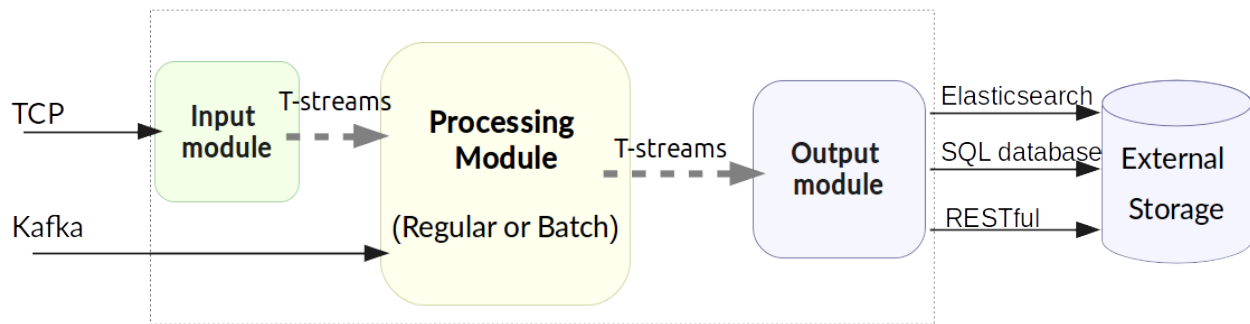 TCP
Input
module
T-streams
Processing
Module
(Regular or Batch)
Kafka
T-streams
Output
module
Elasticsearch
SQL database
RESTful
External
Storage